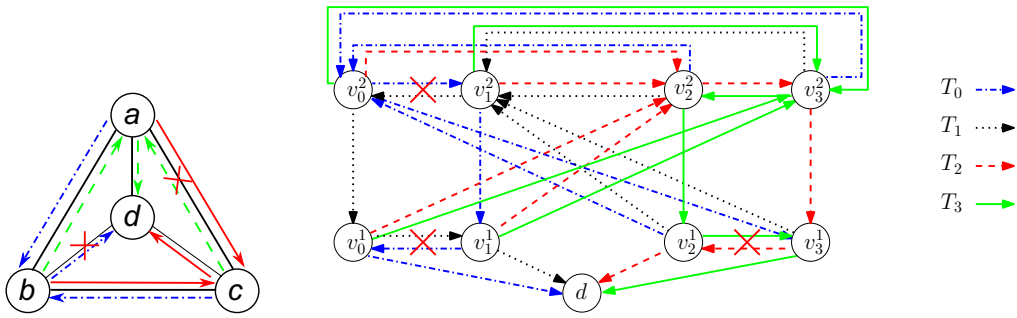 a
d
b
c
v_0^2 v_1^2 v_2^2 v_3^2
v_0^1 v_1^1 v_2^1 v_3^1
d
T_0
T_1
T_2
T_3